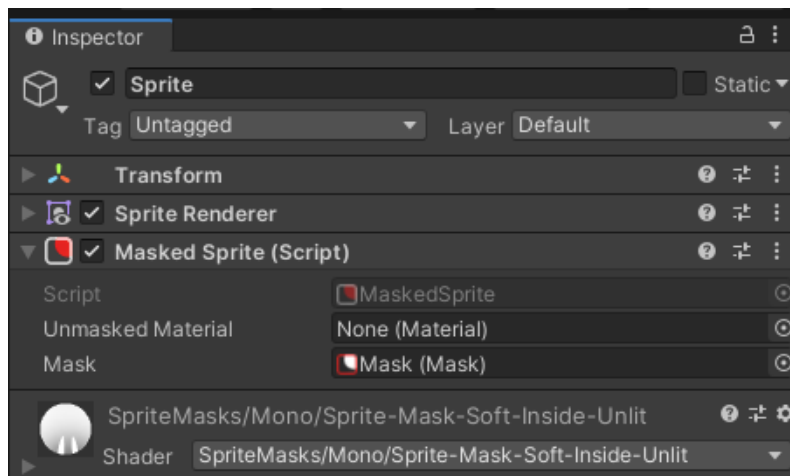 Inspector
Sprite Static
Tag Untagged Layer Default
Transform
Sprite Renderer
Masked Sprite (Script)
Script MaskedSprite
Unmasked Material None (Material)
Mask Mask (Mask)
SpriteMasks/Mono/Sprite-Mask-Soft-Inside-Unlit
Shader SpriteMasks/Mono/Sprite-Mask-Soft-Inside-Unlit